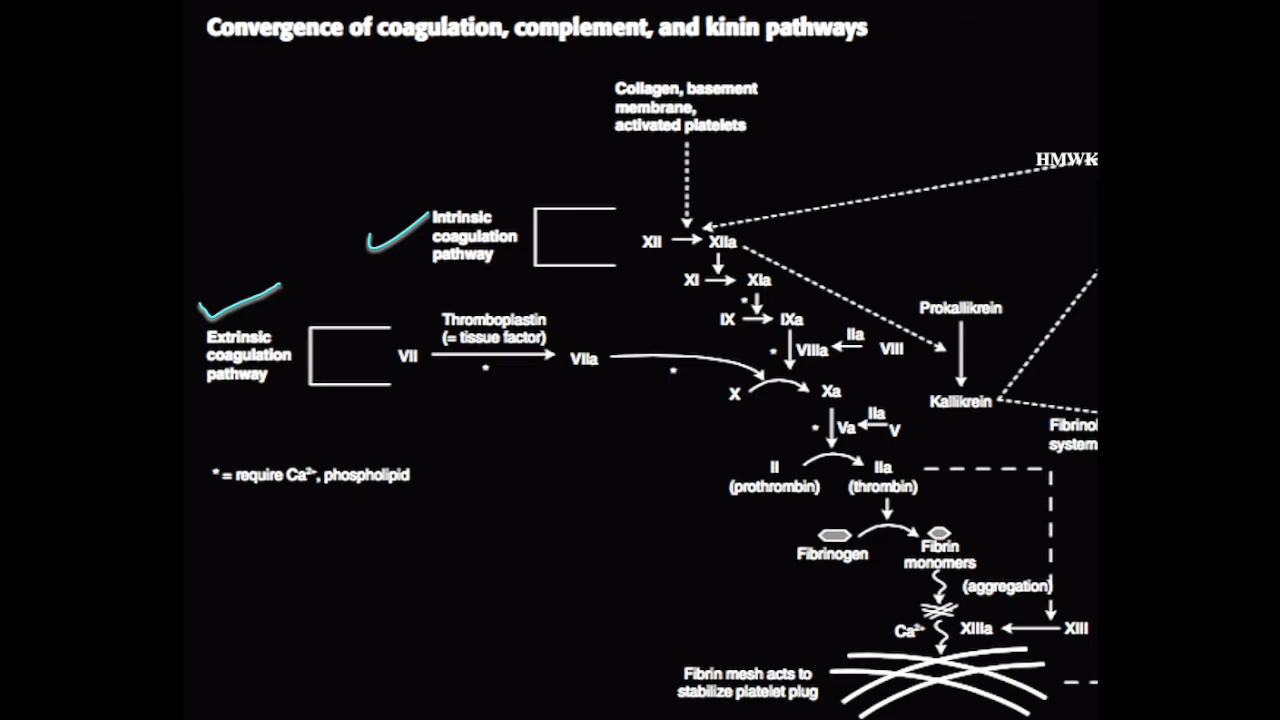 Convergence of coagulation, complement, and kinin pathways
Collagen, basement
membrane,
activated platelets
HMWK
Intrinsic
coagulation
pathway
XII
XIIa
XI
XIa
*
IX
IXa
Prokallikrein
Thromboplastin
(= tissue factor)
Extrinsic
coagulation
pathway
VII
*
VIIa
*
*
VIIIa
IIa
VIII
X
Xa
Kallikrein
*
Va
IIa
V
Fibrinol
system
* = require Ca²⁺, phospholipid
II
(prothrombin)
IIa
(thrombin)
Fibrinogen
Fibrin
monomers
(aggregation)
Ca²⁺
XIIIa
XIII
Fibrin mesh acts to
stabilize platelet plug